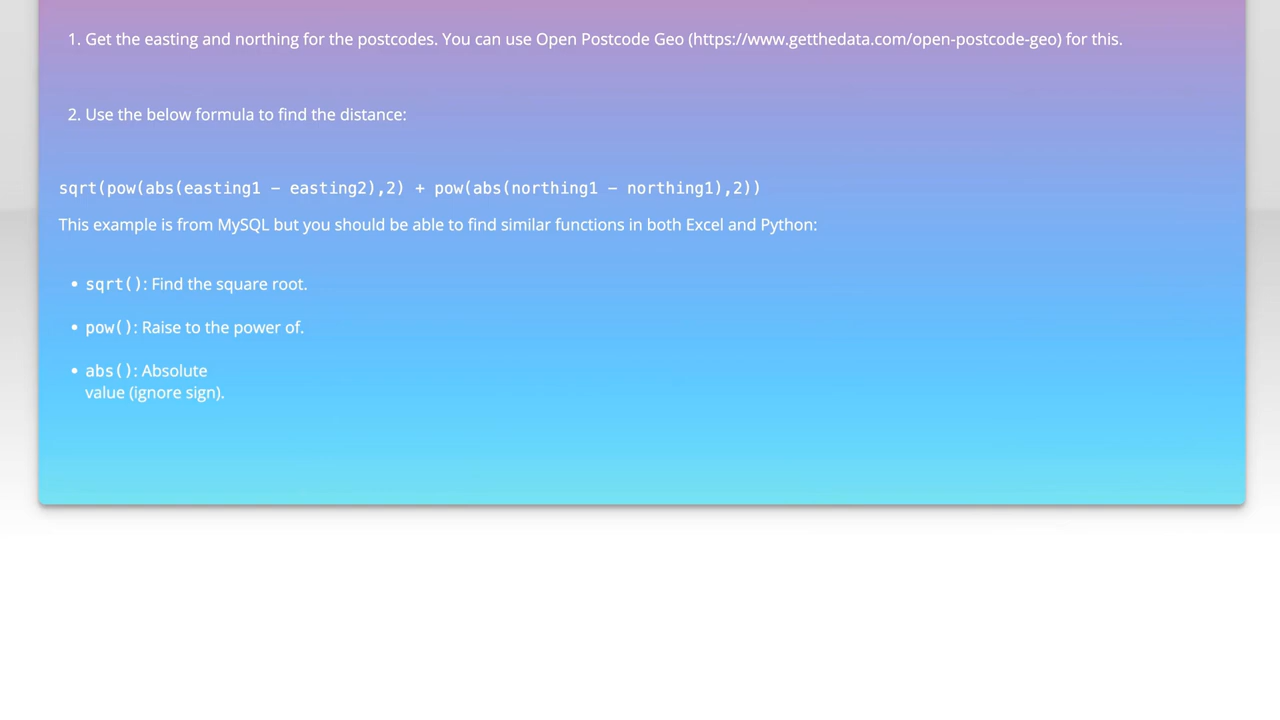 1. Get the easting and northing for the postcodes. You can use Open Postcode Geo (https://www.getthedata.com/open-postcode-geo) for this.
2. Use the below formula to find the distance:
sqrt(pow(abs(easting1 − easting2),2) + pow(abs(northing1 − northing1),2))
This example is from MySQL but you should be able to find similar functions in both Excel and Python:
• sqrt(): Find the square root.
• pow(): Raise to the power of.
• abs(): Absolute
value (ignore sign).